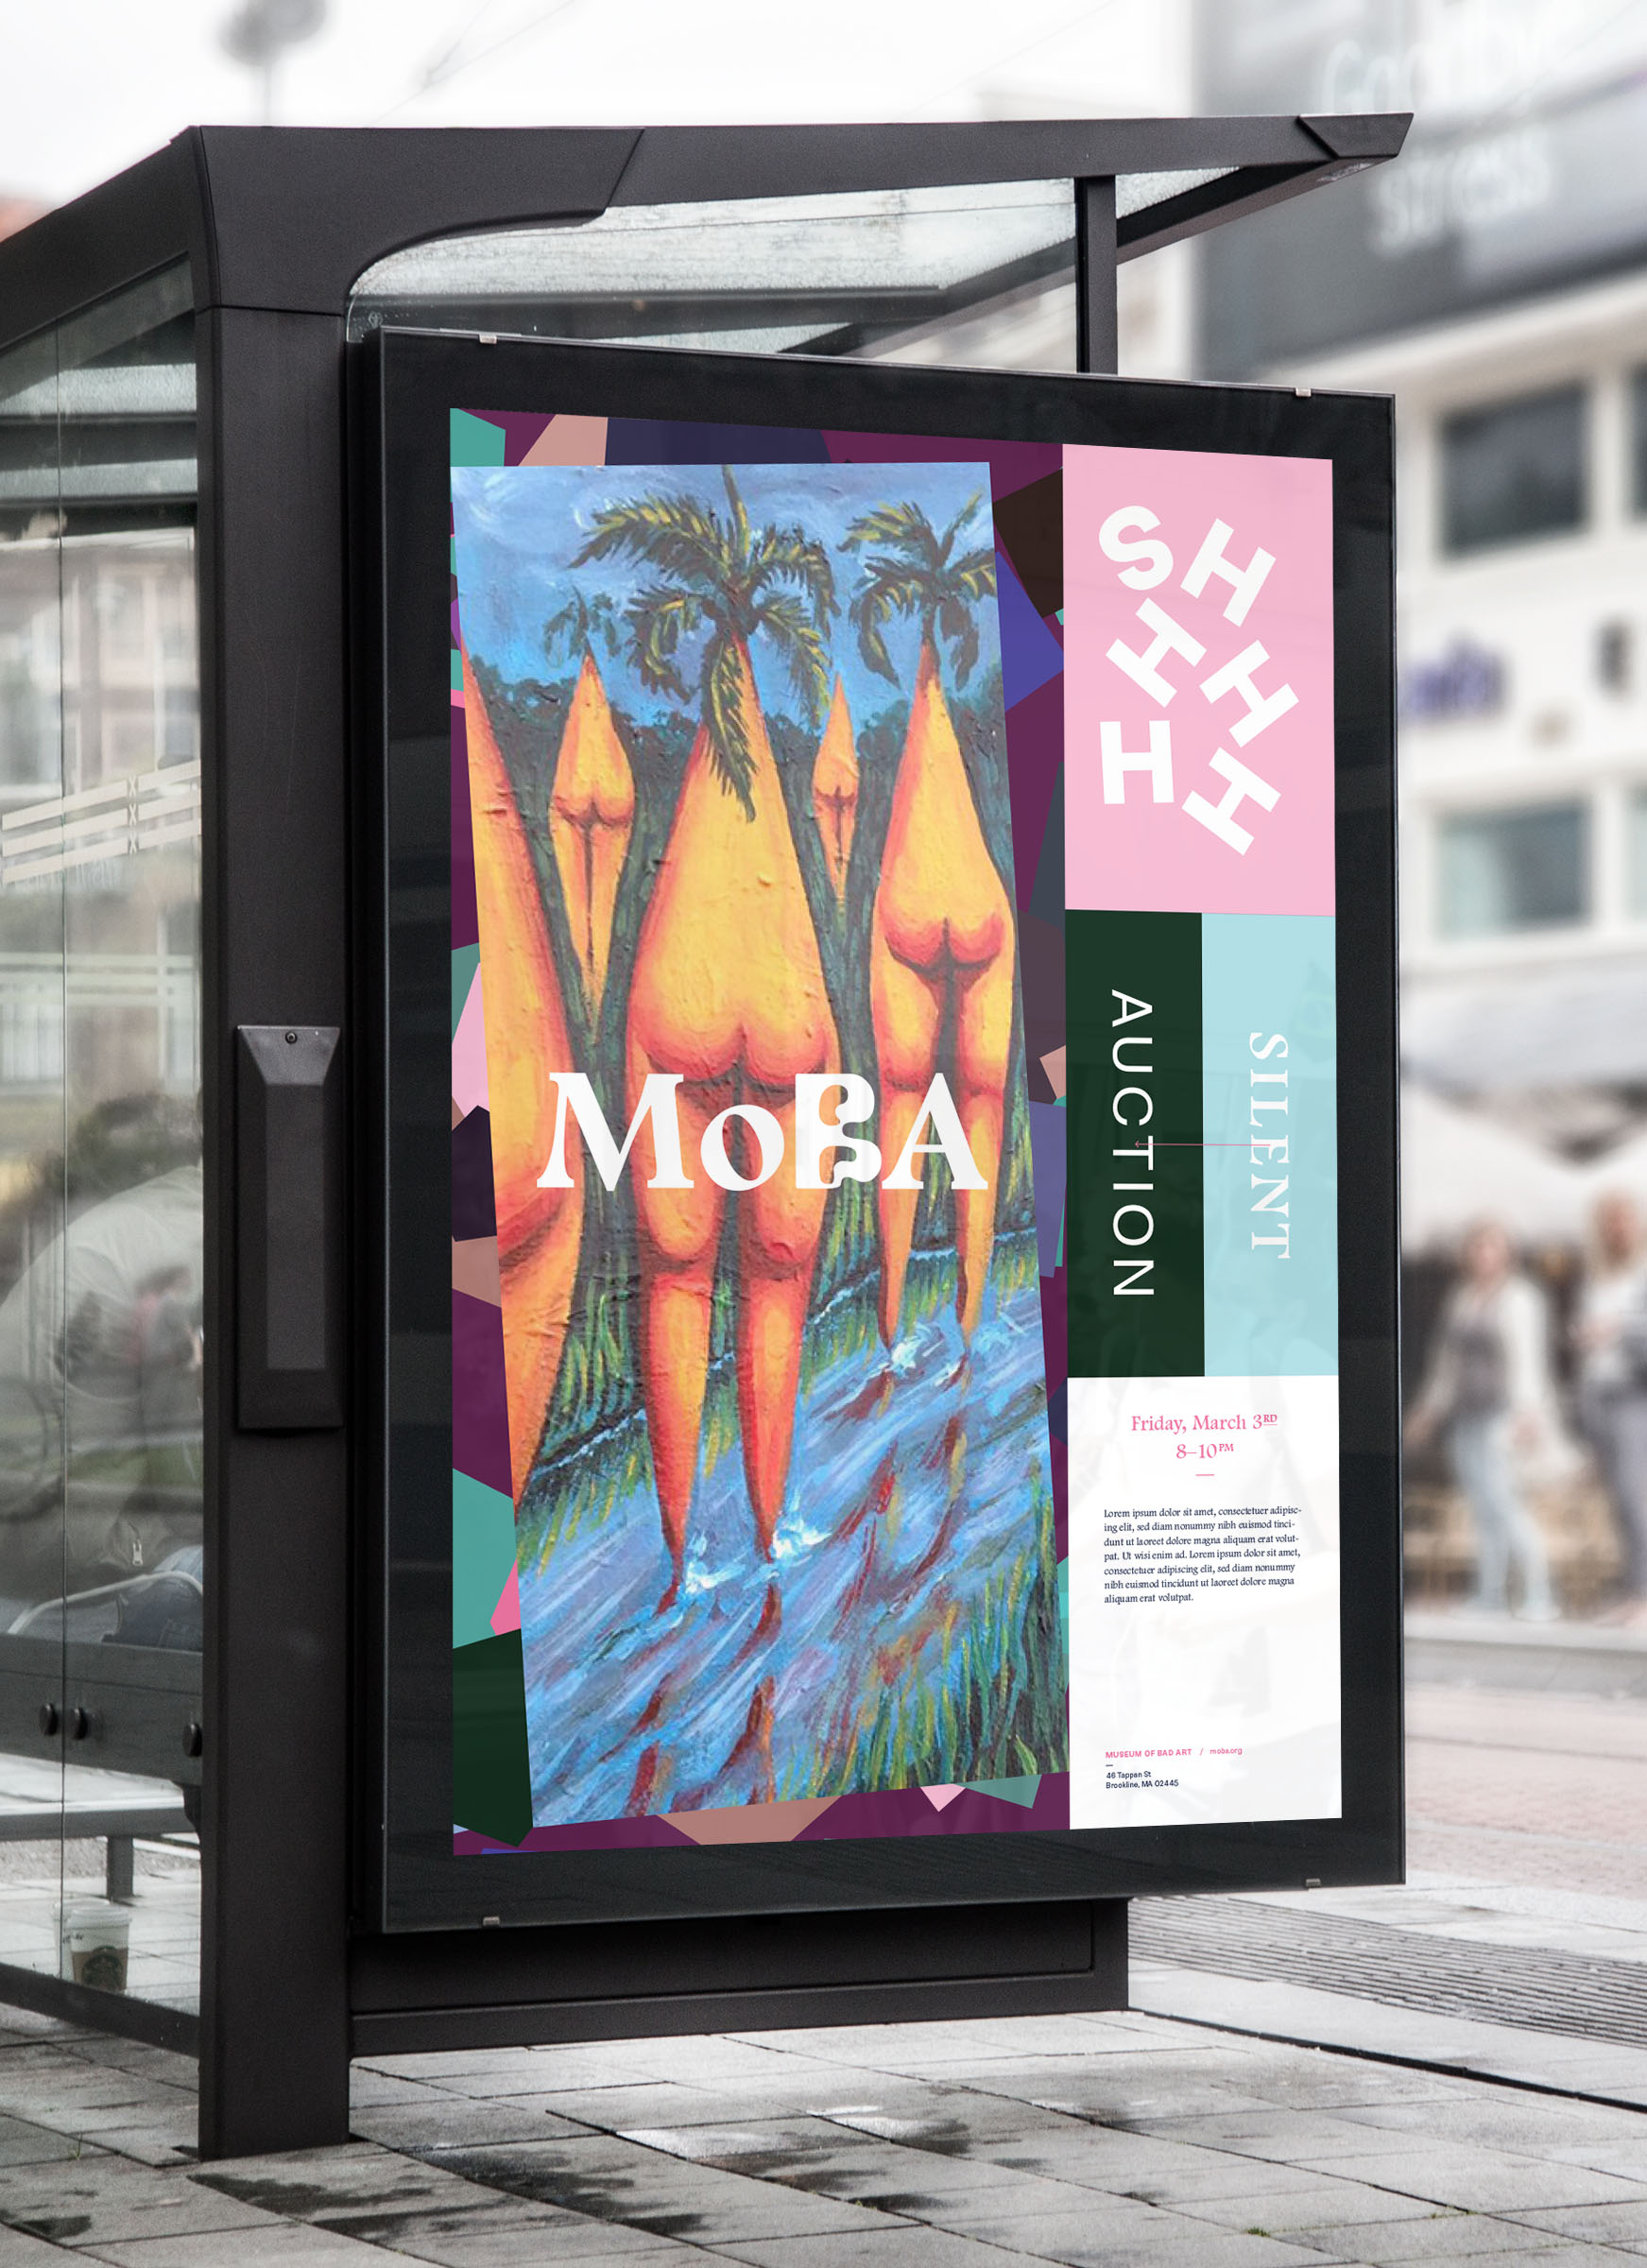 Goodbye
stress
S H
H H
H H
MoBA
SILENT
AUCTION
Friday, March 3RD
8–10PM
Lorem ipsum dolor sit amet, consectetuer adipisc-
ing elit, sed diam nonummy nibh euismod tinci-
dunt ut laoreet dolore magna aliquam erat volut-
pat. Ut wisi enim ad. Lorem ipsum dolor sit amet,
consectetuer adipiscing elit, sed diam nonummy
nibh euismod tincidunt ut laoreet dolore magna
aliquam erat volutpat.
MUSEUM OF BAD ART / moba.org
46 Tappan St
Brookline, MA 02445